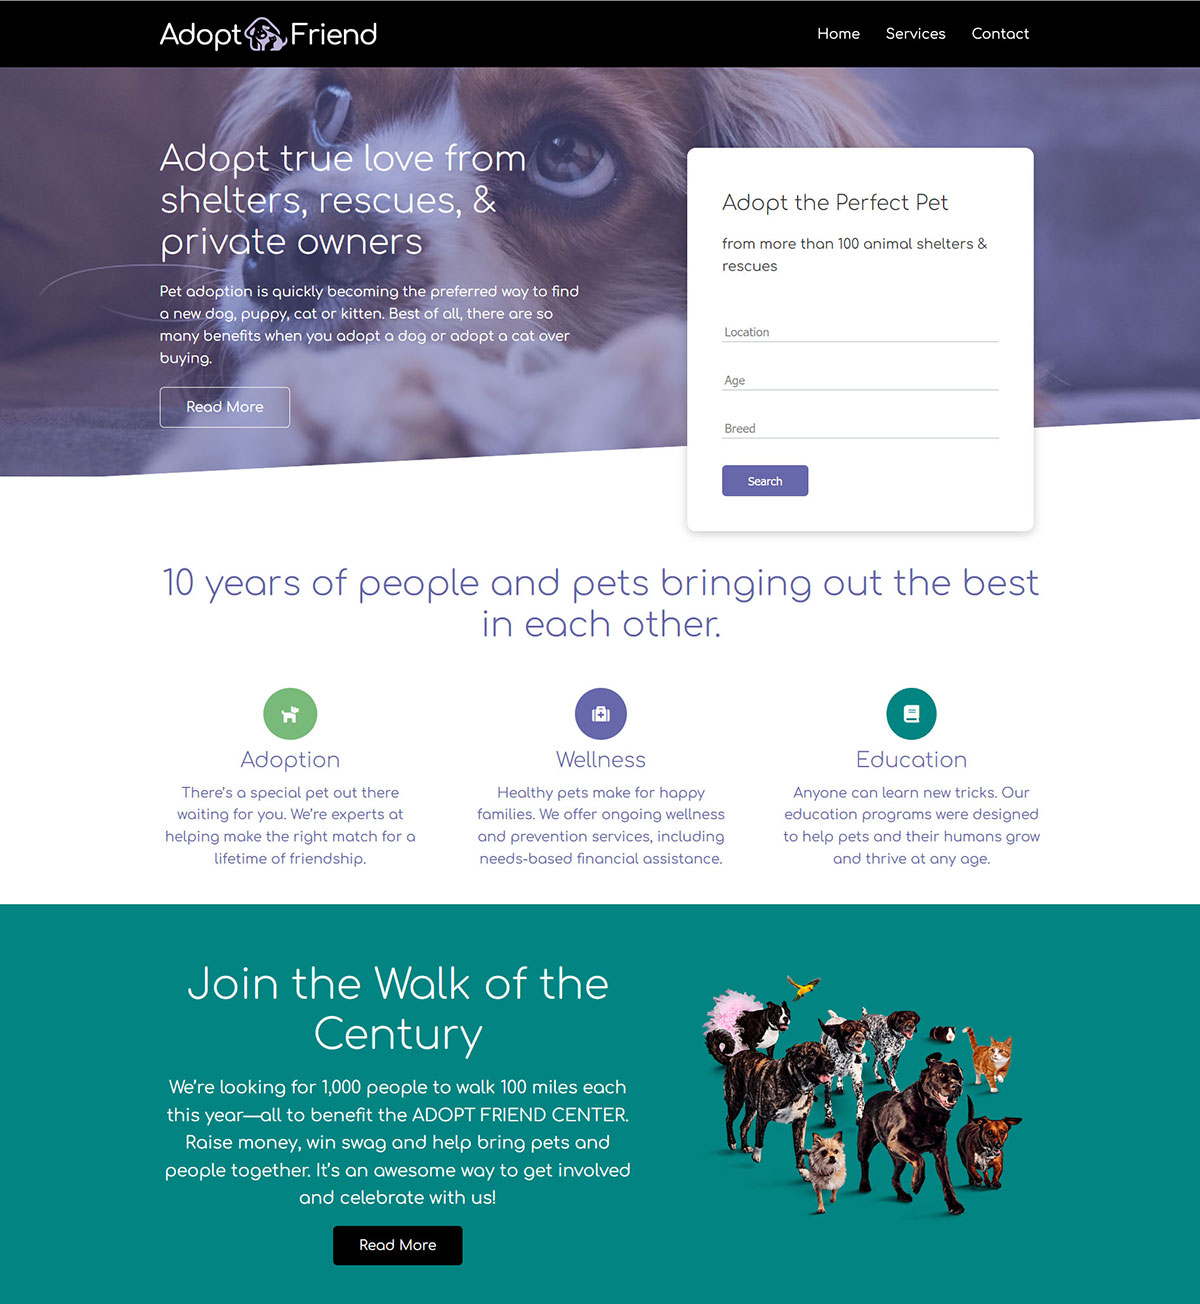 Adopt Friend
Home Services Contact
Adopt true love from
shelters, rescues, &
private owners
Pet adoption is quickly becoming the preferred way to find
a new dog, puppy, cat or kitten. Best of all, there are so
many benefits when you adopt a dog or adopt a cat over
buying.
Read More
Adopt the Perfect Pet
from more than 100 animal shelters &
rescues
Location
Age
Breed
Search
10 years of people and pets bringing out the best
in each other.
Adoption
There's a special pet out there
waiting for you. We're experts at
helping make the right match for a
lifetime of friendship.
Wellness
Healthy pets make for happy
families. We offer ongoing wellness
and prevention services, including
needs-based financial assistance.
Education
Anyone can learn new tricks. Our
education programs were designed
to help pets and their humans grow
and thrive at any age.
Join the Walk of the
Century
We're looking for 1,000 people to walk 100 miles each
this year—all to benefit the ADOPT FRIEND CENTER.
Raise money, win swag and help bring pets and
people together. It's an awesome way to get involved
and celebrate with us!
Read More